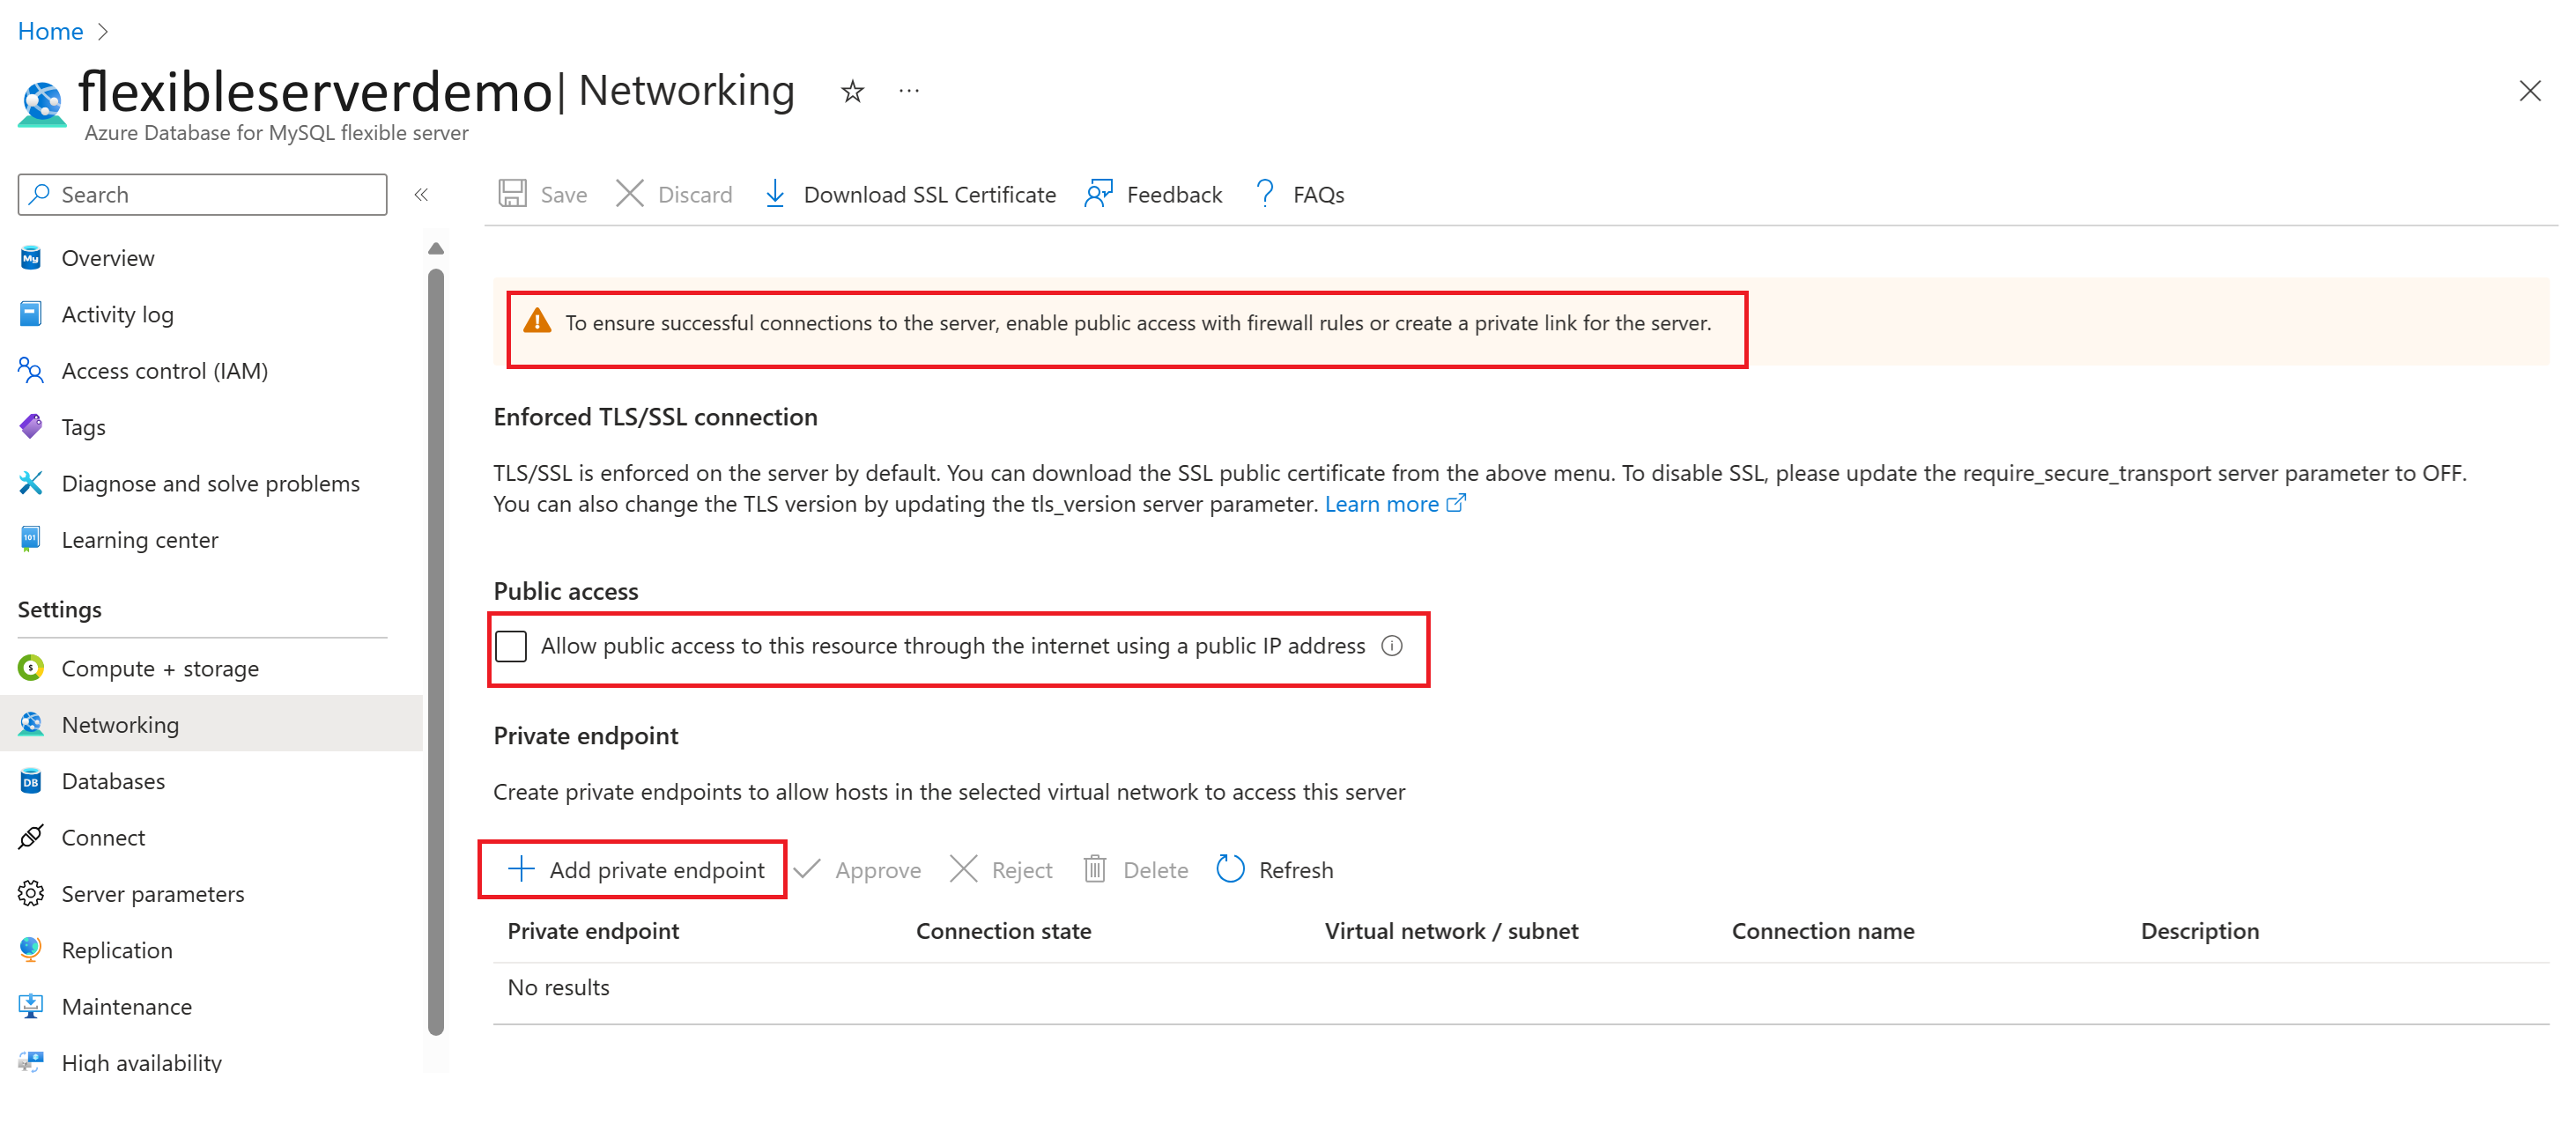 Home
flexibleserverdemo| Networking
Azure Database for MySQL flexible server
Search
Save
Discard
Download SSL Certificate
Feedback
FAQs
Overview
Activity log
Access control (IAM)
Tags
Diagnose and solve problems
Learning center
Settings
Compute + storage
Networking
Databases
Connect
Server parameters
Replication
Maintenance
High availability
To ensure successful connections to the server, enable public access with firewall rules or create a private link for the server.
Enforced TLS/SSL connection
TLS/SSL is enforced on the server by default. You can download the SSL public certificate from the above menu. To disable SSL, please update the require_secure_transport server parameter to OFF.
You can also change the TLS version by updating the tls_version server parameter. Learn more
Public access
Allow public access to this resource through the internet using a public IP address
Private endpoint
Create private endpoints to allow hosts in the selected virtual network to access this server
Add private endpoint
Approve
Reject
Delete
Refresh
Private endpoint
Connection state
Virtual network / subnet
Connection name
Description
No results